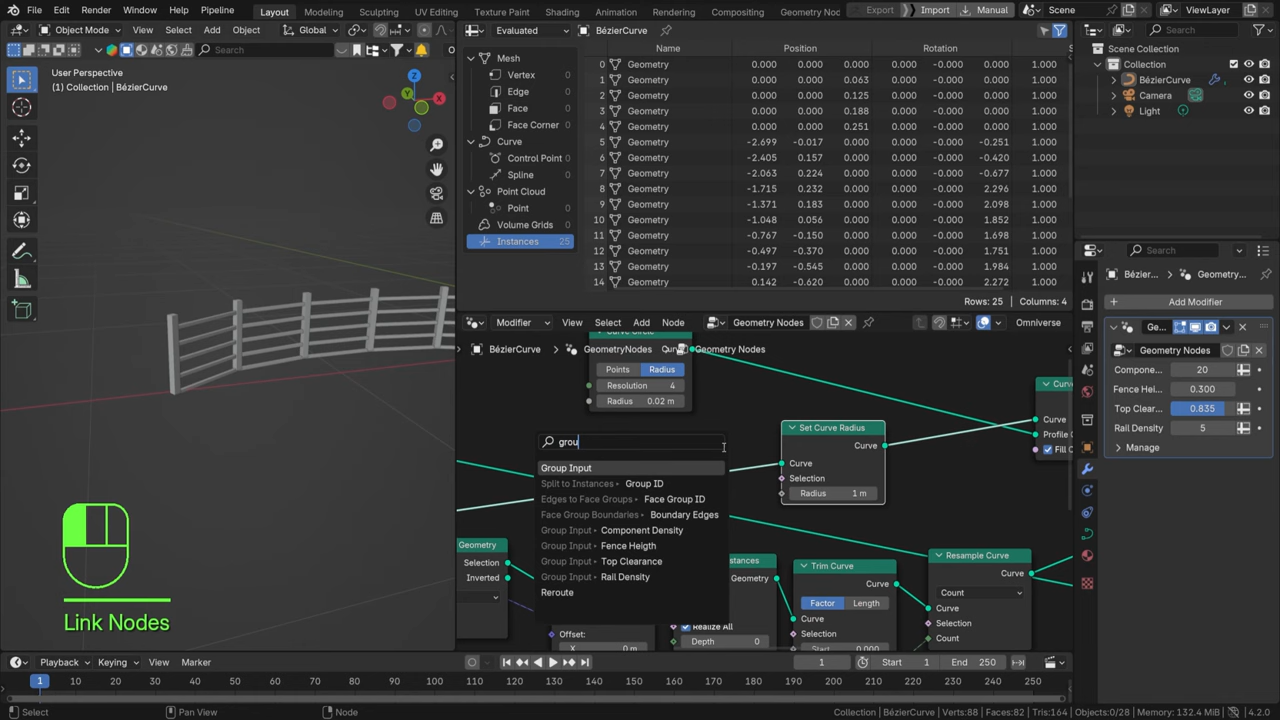 File Edit Render Window Help Pipeline
Layout Modeling Sculpting UV Editing Texture Paint Shading Animation Rendering Compositing Geometry Noc
Export Import Manual
Scene
ViewLayer
Object Mode View Select Add Object Global
Search
User Perspective
(1) Collection | BézierCurve
X
Y
Z
Evaluated BézierCurve
Mesh
Vertex 0
Edge 0
Face 0
Face Corner 0
Curve
Control Point 0
Spline 0
Point Cloud
Point 0
Volume Grids 0
Instances 25
Name Position Rotation
0 Geometry 0.000 0.000 0.000 0.000 -0.000 0.000 1.000
1 Geometry 0.000 0.000 0.063 0.000 -0.000 0.000 1.000
2 Geometry 0.000 0.000 0.125 0.000 -0.000 0.000 1.000
3 Geometry 0.000 0.000 0.188 0.000 -0.000 0.000 1.000
4 Geometry 0.000 0.000 0.251 0.000 -0.000 0.000 1.000
5 Geometry -2.699 -0.017 0.000 0.000 -0.000 -0.251 1.000
6 Geometry -2.405 0.157 0.000 0.000 -0.000 -0.420 1.000
7 Geometry -2.063 0.224 0.000 0.000 -0.000 -0.677 1.000
8 Geometry -1.715 0.232 0.000 0.000 -0.000 2.296 1.000
9 Geometry -1.371 0.183 0.000 0.000 -0.000 2.098 1.000
10 Geometry -1.048 0.056 0.000 0.000 -0.000 1.852 1.000
11 Geometry -0.767 -0.150 0.000 0.000 -0.000 1.698 1.000
12 Geometry -0.497 -0.370 0.000 0.000 -0.000 1.751 1.000
13 Geometry -0.197 -0.545 0.000 0.000 -0.000 1.984 1.000
14 Geometry 0.142 -0.620 0.000 0.000 -0.000 2.272 1.000
Rows: 25 | Columns: 4
Search
Scene Collection
Collection
BézierCurve
Camera
Light
Search
Bézier... Geometry...
Add Modifier
Ge...
Geometry Nodes
Compone... 20
Fence Hei... 0.300
Top Clear... 0.835
Rail Density 5
Manage
Modifier View Select Add Node Geometry Nodes Omniverse
BézierCurve GeometryNodes Geometry Nodes
Points Radius
Resolution 4
Radius 0.02 m
grou
Group Input
Split to Instances Group ID
Edges to Face Groups Face Group ID
Face Group Boundaries Boundary Edges
Group Input Component Density
Group Input Fence Heigth
Group Input Top Clearance
Group Input Rail Density
Reroute
Set Curve Radius
Curve
Curve
Selection
Radius 1 m
Curve
Fill
Geometry
Selection
Inverted
Offset:
X 0 m
Geometry
Realize All
Depth 0
Trim Curve
Curve
Factor Length
Curve
Selection
Start 0.000
Resample Curve
Curve
Count
Curve
Selection
Count
Link Nodes
Playback Keying View Marker 1 Start 1 End 250
1 10 20 30 40 50 60 70 80 90 100 110 120 130 140 150 160 170 180 190 200 210 220 230 240 250
Select Pan View Node Collection | BézierCurve | Verts:88 | Faces:82 | Tris:164 | Objects:0/28 | Memory: 132.4 MiB | 4.2.0